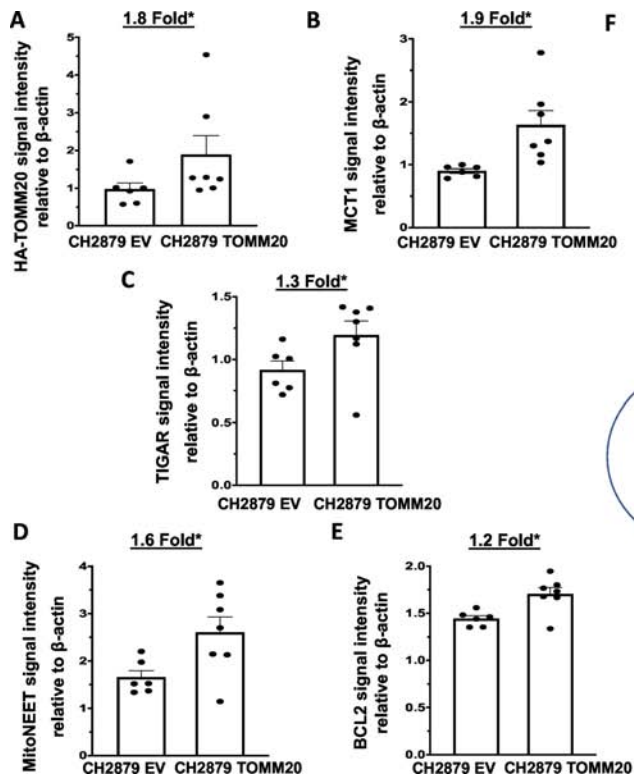 A
1.8 Fold*
HA-TOMM20 signal intensity
relative to β-actin
5
4
3
2
1
0
CH2879 EV CH2879 TOMM20
B
1.9 Fold*
MCT1 signal intensity
relative to β-actin
3
2
1
0
CH2879 EV CH2879 TOMM20
F
C
1.3 Fold*
TIGAR signal intensity
relative to β-actin
1.5
1.0
0.5
0.0
CH2879 EV CH2879 TOMM20
D
1.6 Fold*
MitoNEET signal intensity
relative to β-actin
4
3
2
1
0
CH2879 EV CH2879 TOMM20
E
1.2 Fold*
BCL2 signal intensity
relative to β-actin
2.0
1.5
1.0
0.5
0.0
CH2879 EV CH2879 TOMM20